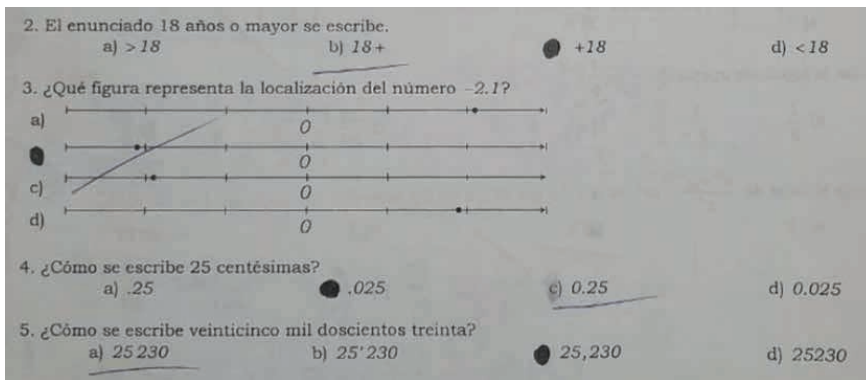 2. El enunciado 18 años o mayor se escribe.
a) >18 b) 18+ +18 d) <18
3. ¿Qué figura representa la localización del número −2.1?
a)
0
0
c)
0
d)
0
4. ¿Cómo se escribe 25 centésimas?
a) .25 .025 c) 0.25 d) 0.025
5. ¿Cómo se escribe veinticinco mil doscientos treinta?
a) 25 230 b) 25'230 25,230 d) 25230